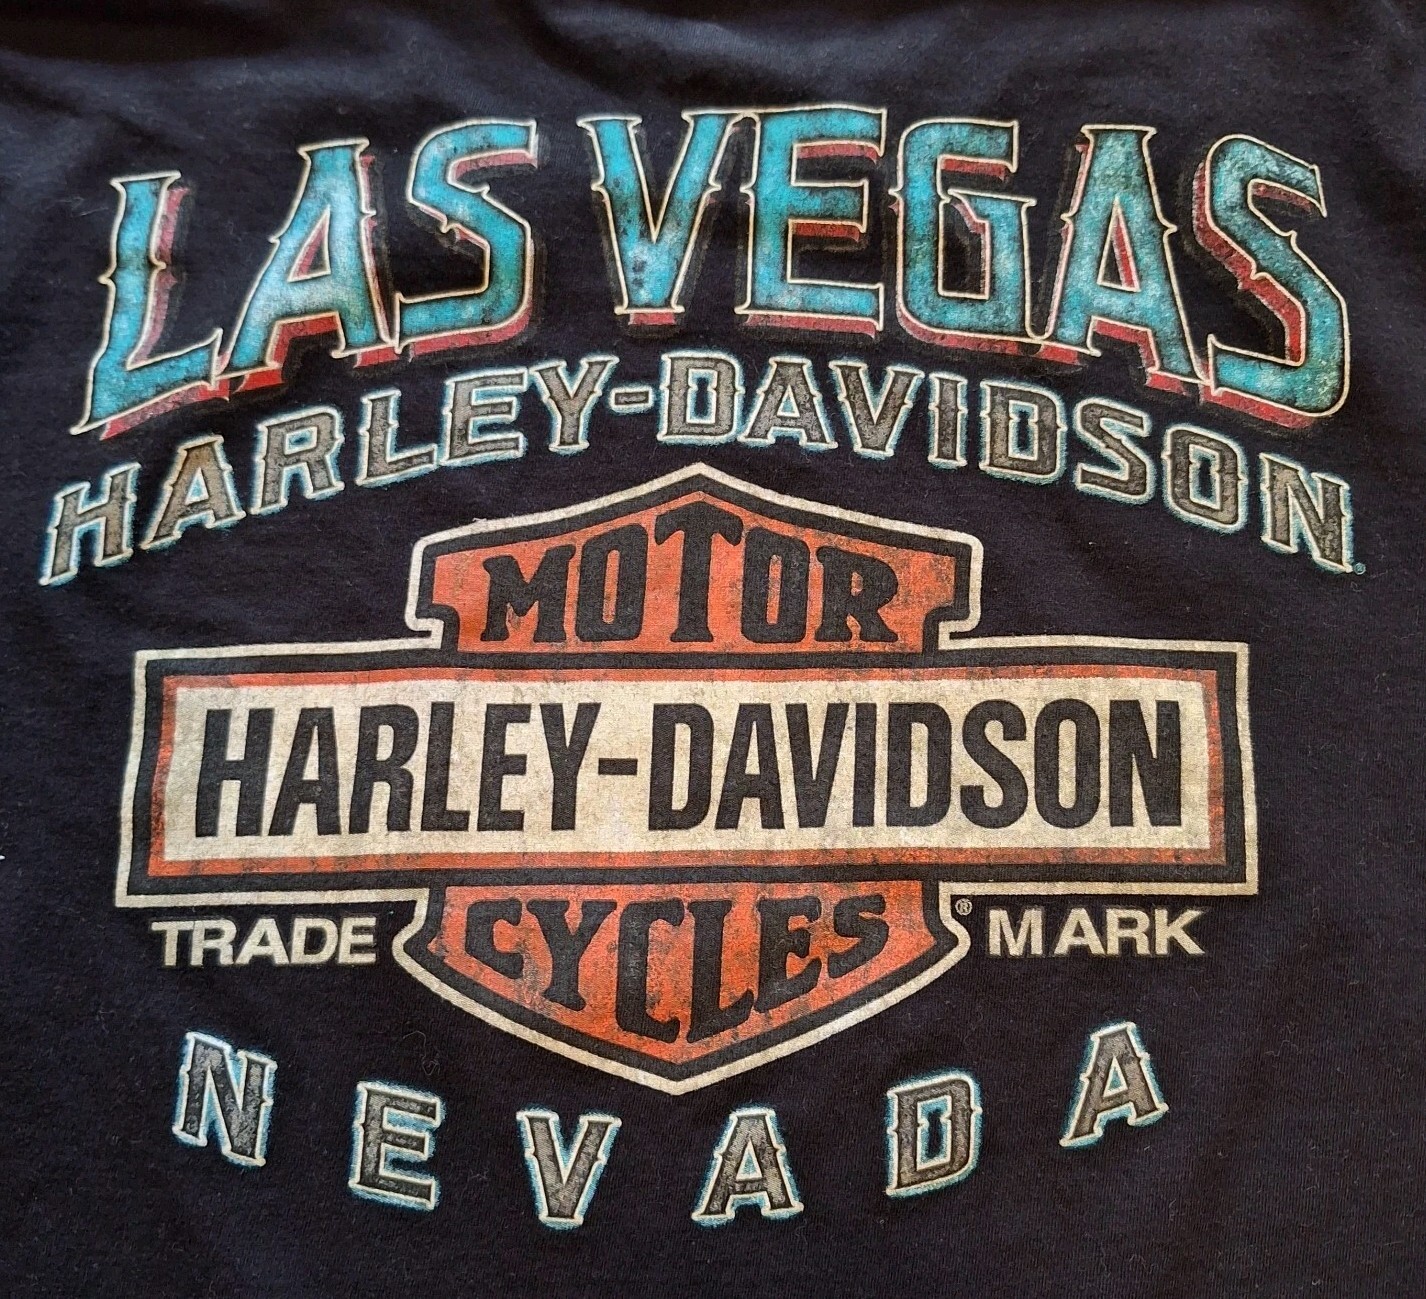 LAS VEGAS
HARLEY-DAVIDSON®
MOTOR
HARLEY-DAVIDSON
CYCLES ®
TRADE MARK
NEVADA